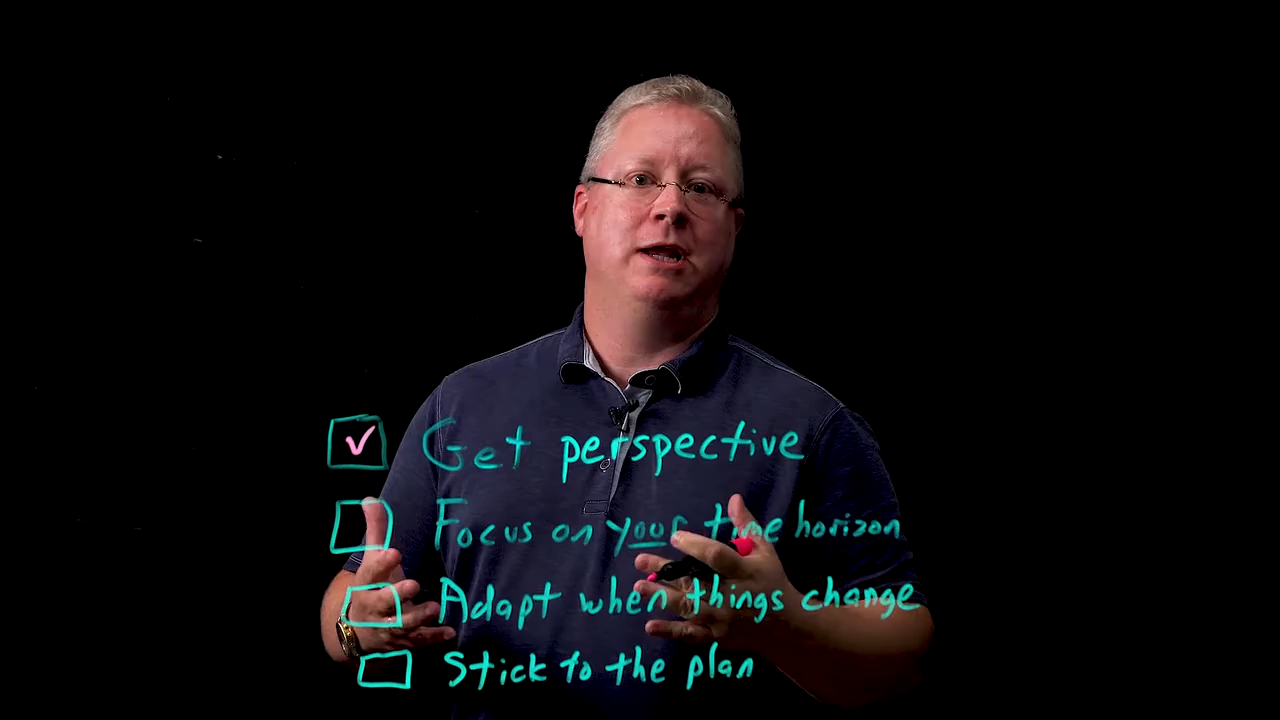 Get perspective
Focus on your time horizon
Adapt when things change
Stick to the plan